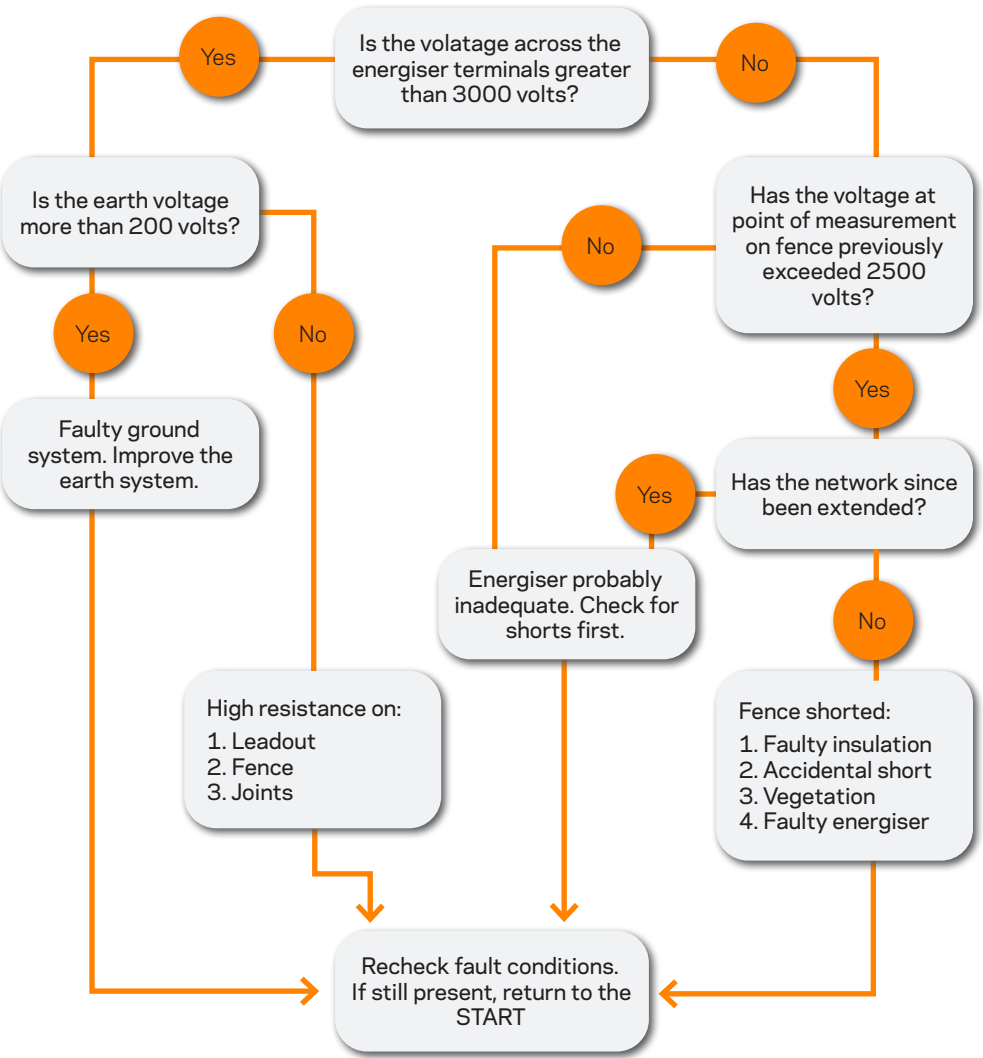 Is the volatage across the
energiser terminals greater
than 3000 volts?
Yes
No
Is the earth voltage
more than 200 volts?
Has the voltage at
point of measurement
on fence previously
exceeded 2500
volts?
No
Yes
No
Yes
Faulty ground
system. Improve the
earth system.
Has the network since
been extended?
Yes
Energiser probably
inadequate. Check for
shorts first.
No
High resistance on:
1. Leadout
2. Fence
3. Joints
Fence shorted:
1. Faulty insulation
2. Accidental short
3. Vegetation
4. Faulty energiser
Recheck fault conditions.
If still present, return to the
START